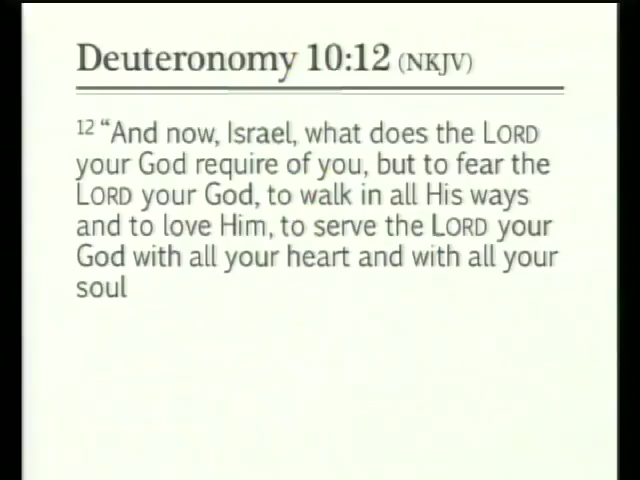 Deuteronomy 10:12 (NKJV)
12 “And now, Israel, what does the LORD
your God require of you, but to fear the
LORD your God, to walk in all His ways
and to love Him, to serve the LORD your
God with all your heart and with all your
soul